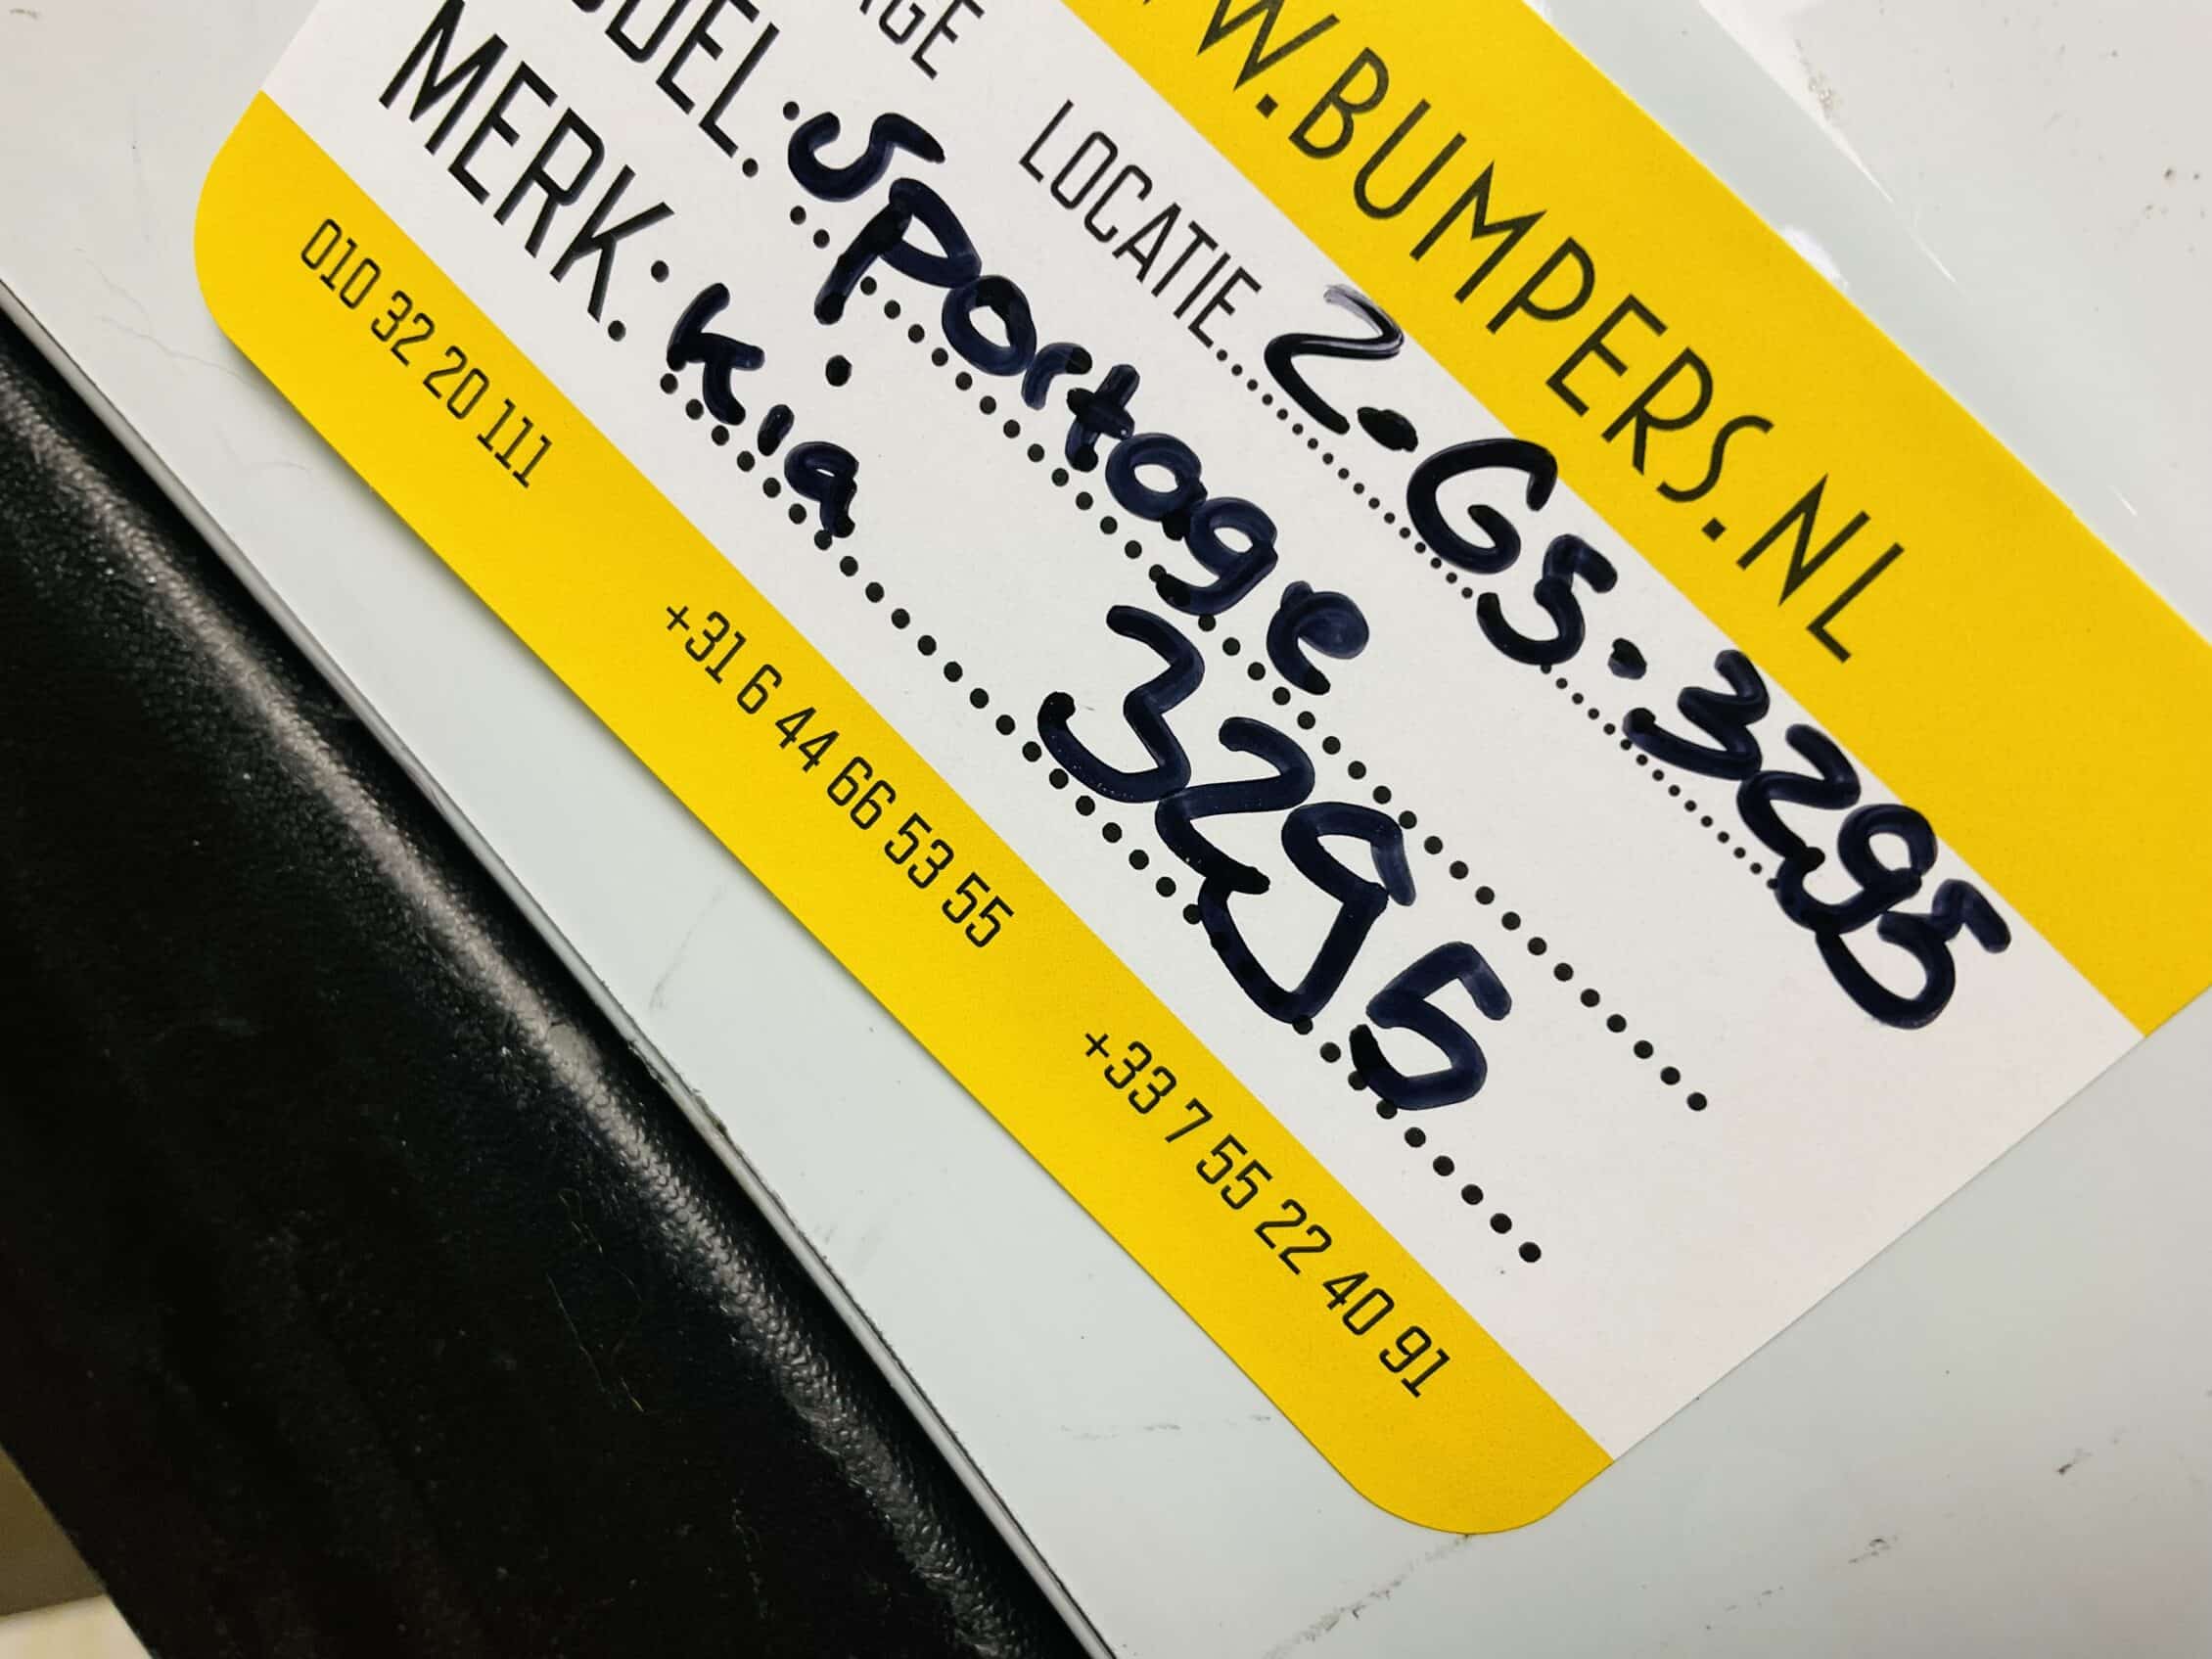 W.BUMPERS.NL
LOCATIE...2.G5.3295
AGE
ODEL: Sportage
MERK: kia 3295
010 32 20 111 +31 6 44 66 53 55 +33 7 55 22 40 91